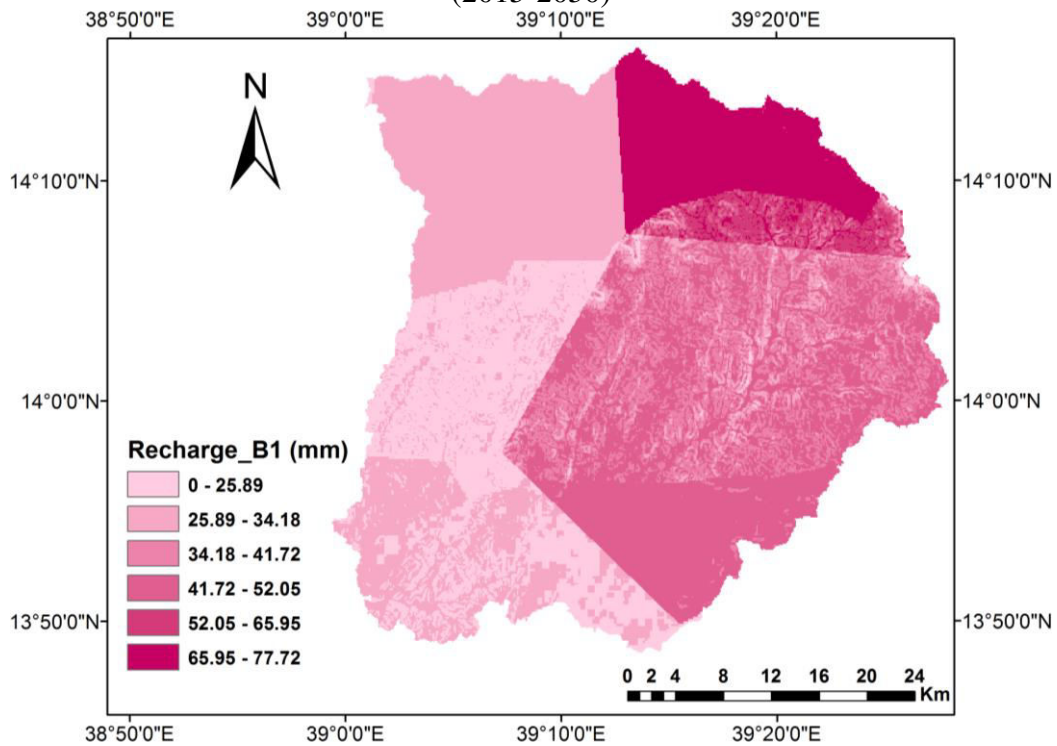 38°50'0"E 39°0'0"E 39°10'0"E 39°20'0"E
N
14°10'0"N 14°10'0"N
14°0'0"N 14°0'0"N
Recharge_B1 (mm)
0 - 25.89
25.89 - 34.18
34.18 - 41.72
41.72 - 52.05
52.05 - 65.95
65.95 - 77.72
13°50'0"N 13°50'0"N
0 2 4 8 12 16 20 24
Km
38°50'0"E 39°0'0"E 39°10'0"E 39°20'0"E